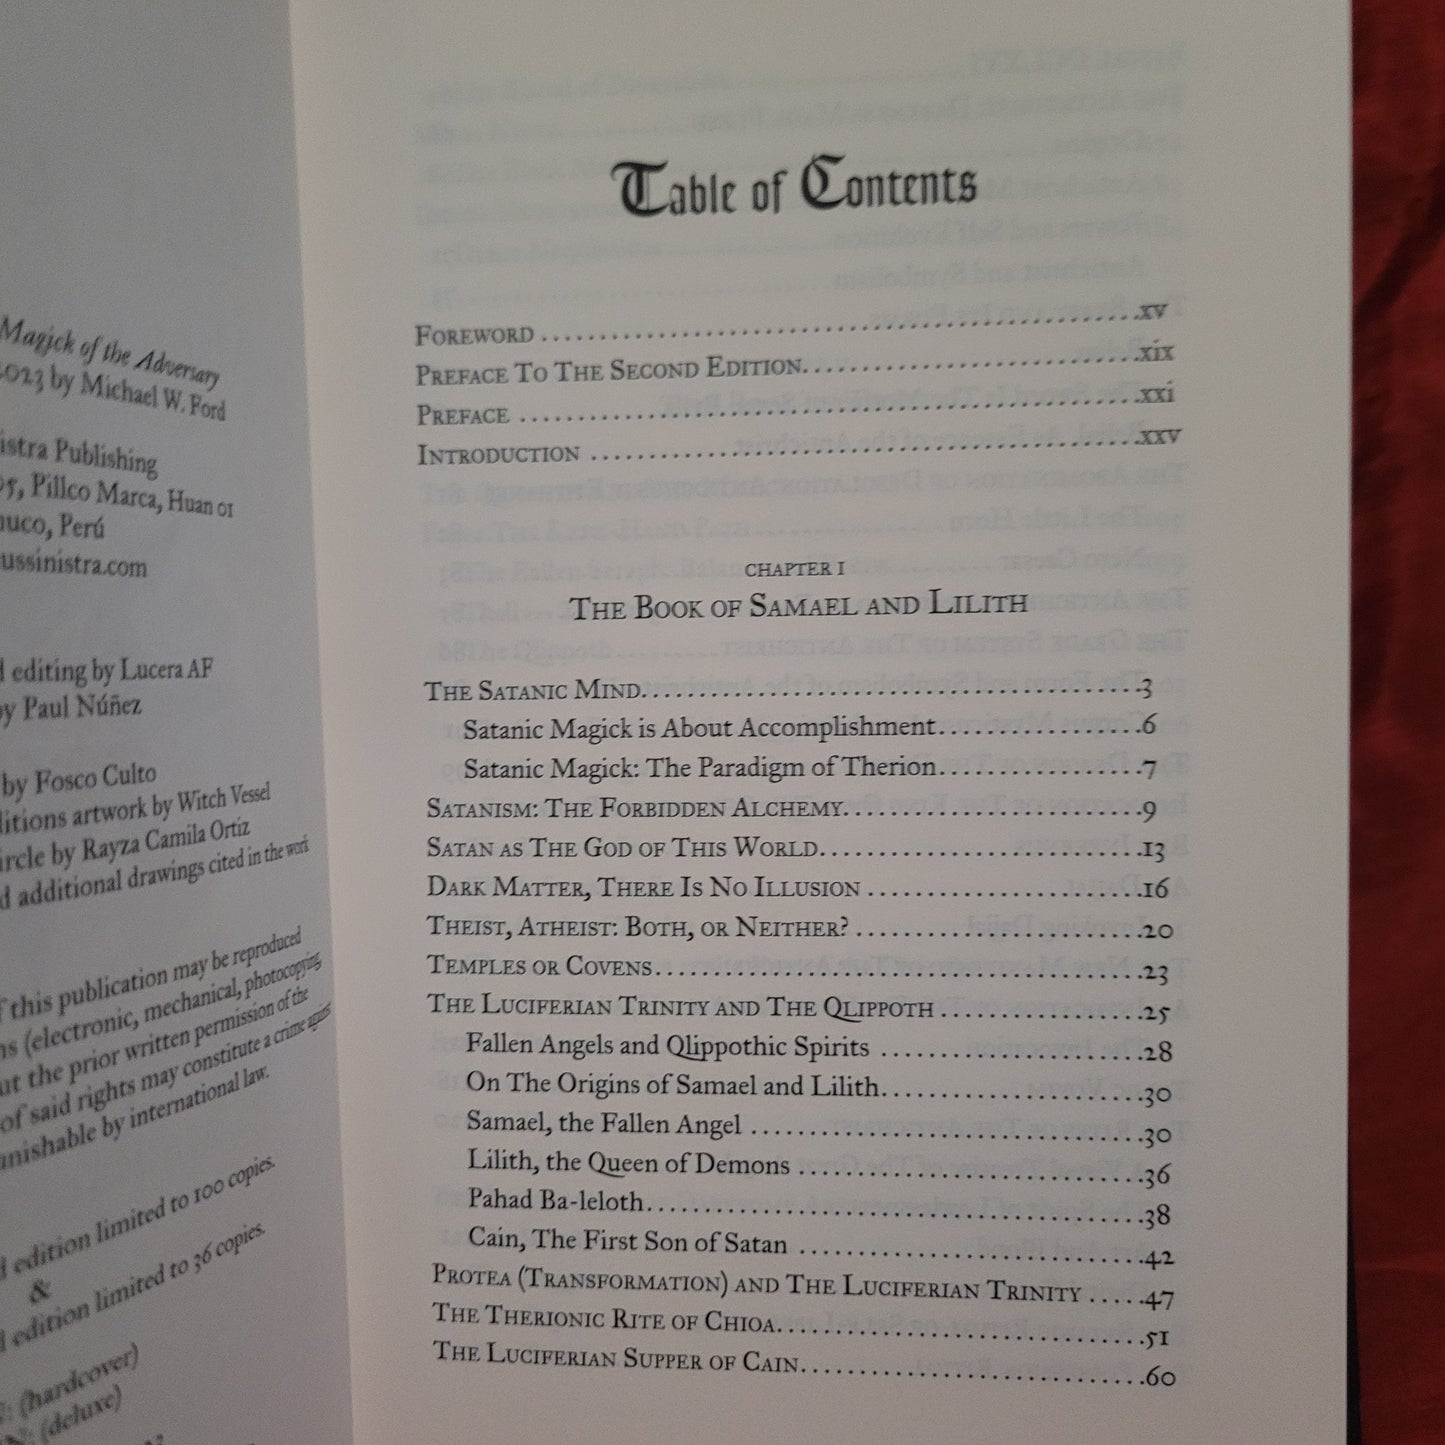 Magick of the Adversary
2023 by Michael W. Ford
Publishing
Pillco Marca, Huan 01
Perú
ussinistra.com
editing by Lucera AF
by Paul Núñez
by Fosco Culto
artwork by Witch Vessel
by Rayza Camila Ortiz
additional drawings cited in the work
this publication may be reproduced
(electronic, mechanical, photocopying,
the prior written permission of the
of said rights may constitute a crime against
by international law.
edition limited to 100 copies.
&
edition limited to 36 copies.
(hardcover)
(deluxe)
Table of Contents
Foreword ........................................xv
Preface To The Second Edition........................................xix
Preface ........................................xxi
Introduction ........................................xxv
CHAPTER I
The Book of Samael and Lilith
The Satanic Mind........................................3
Satanic Magick is About Accomplishment....................6
Satanic Magick: The Paradigm of Therion....................7
Satanism: The Forbidden Alchemy..............................9
Satan as The God of This World..............................13
Dark Matter, There Is No Illusion ..........................20
Theist, Atheist: Both, or Neither? ..........................20
Temples or Covens........................................23
The Luciferian Trinity and The Qlippoth ....................25
Fallen Angels and Qlippothic Spirits ....................28
On The Origins of Samael and Lilith....................30
Samael, the Fallen Angel ..............................30
Lilith, the Queen of Demons ..........................36
Pahad Ba-leloth........................................38
Cain, The First Son of Satan ..........................42
Protea (Transformation) and The Luciferian Trinity .....47
The Therionic Rite of Chioa..............................51
The Luciferian Supper of Cain..............................60